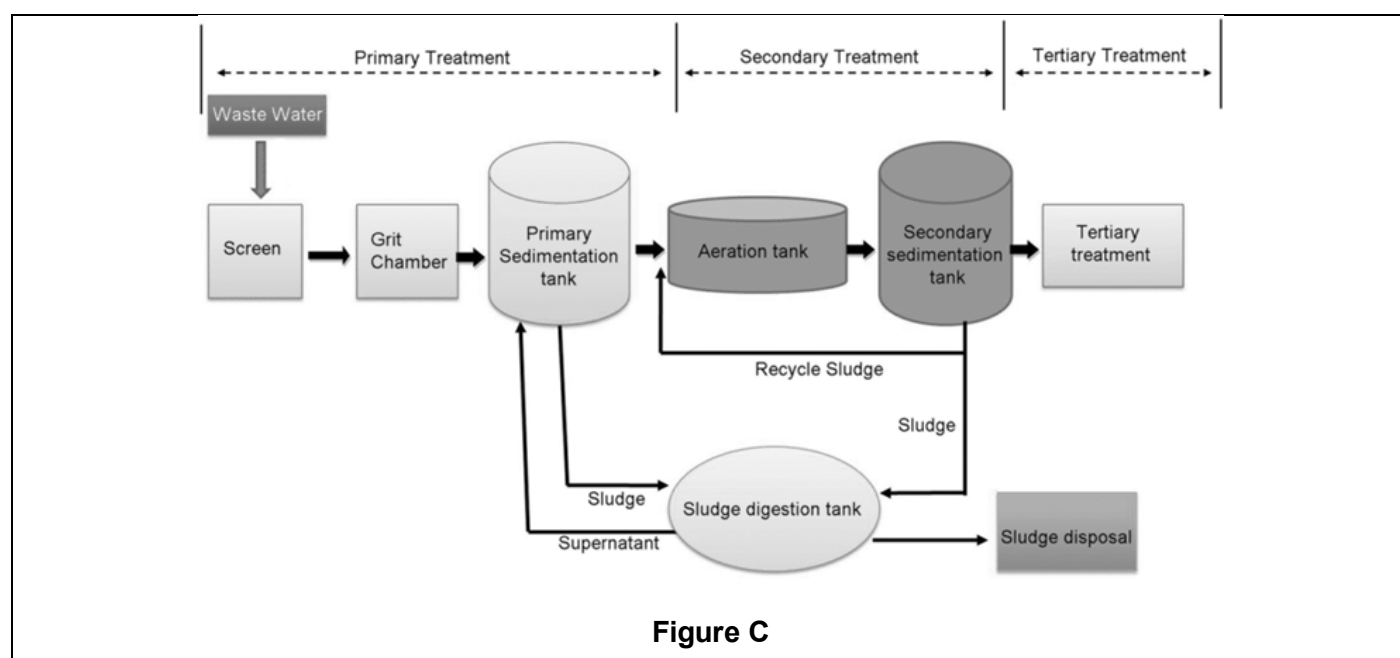 Primary Treatment
Secondary Treatment
Tertiary Treatment
Waste Water
Screen
Grit
Chamber
Primary
Sedimentation
tank
Aeration tank
Secondary
sedimentation
tank
Tertiary
treatment
Recycle Sludge
Sludge
Sludge
Sludge digestion tank
Supernatant
Sludge disposal
Figure C